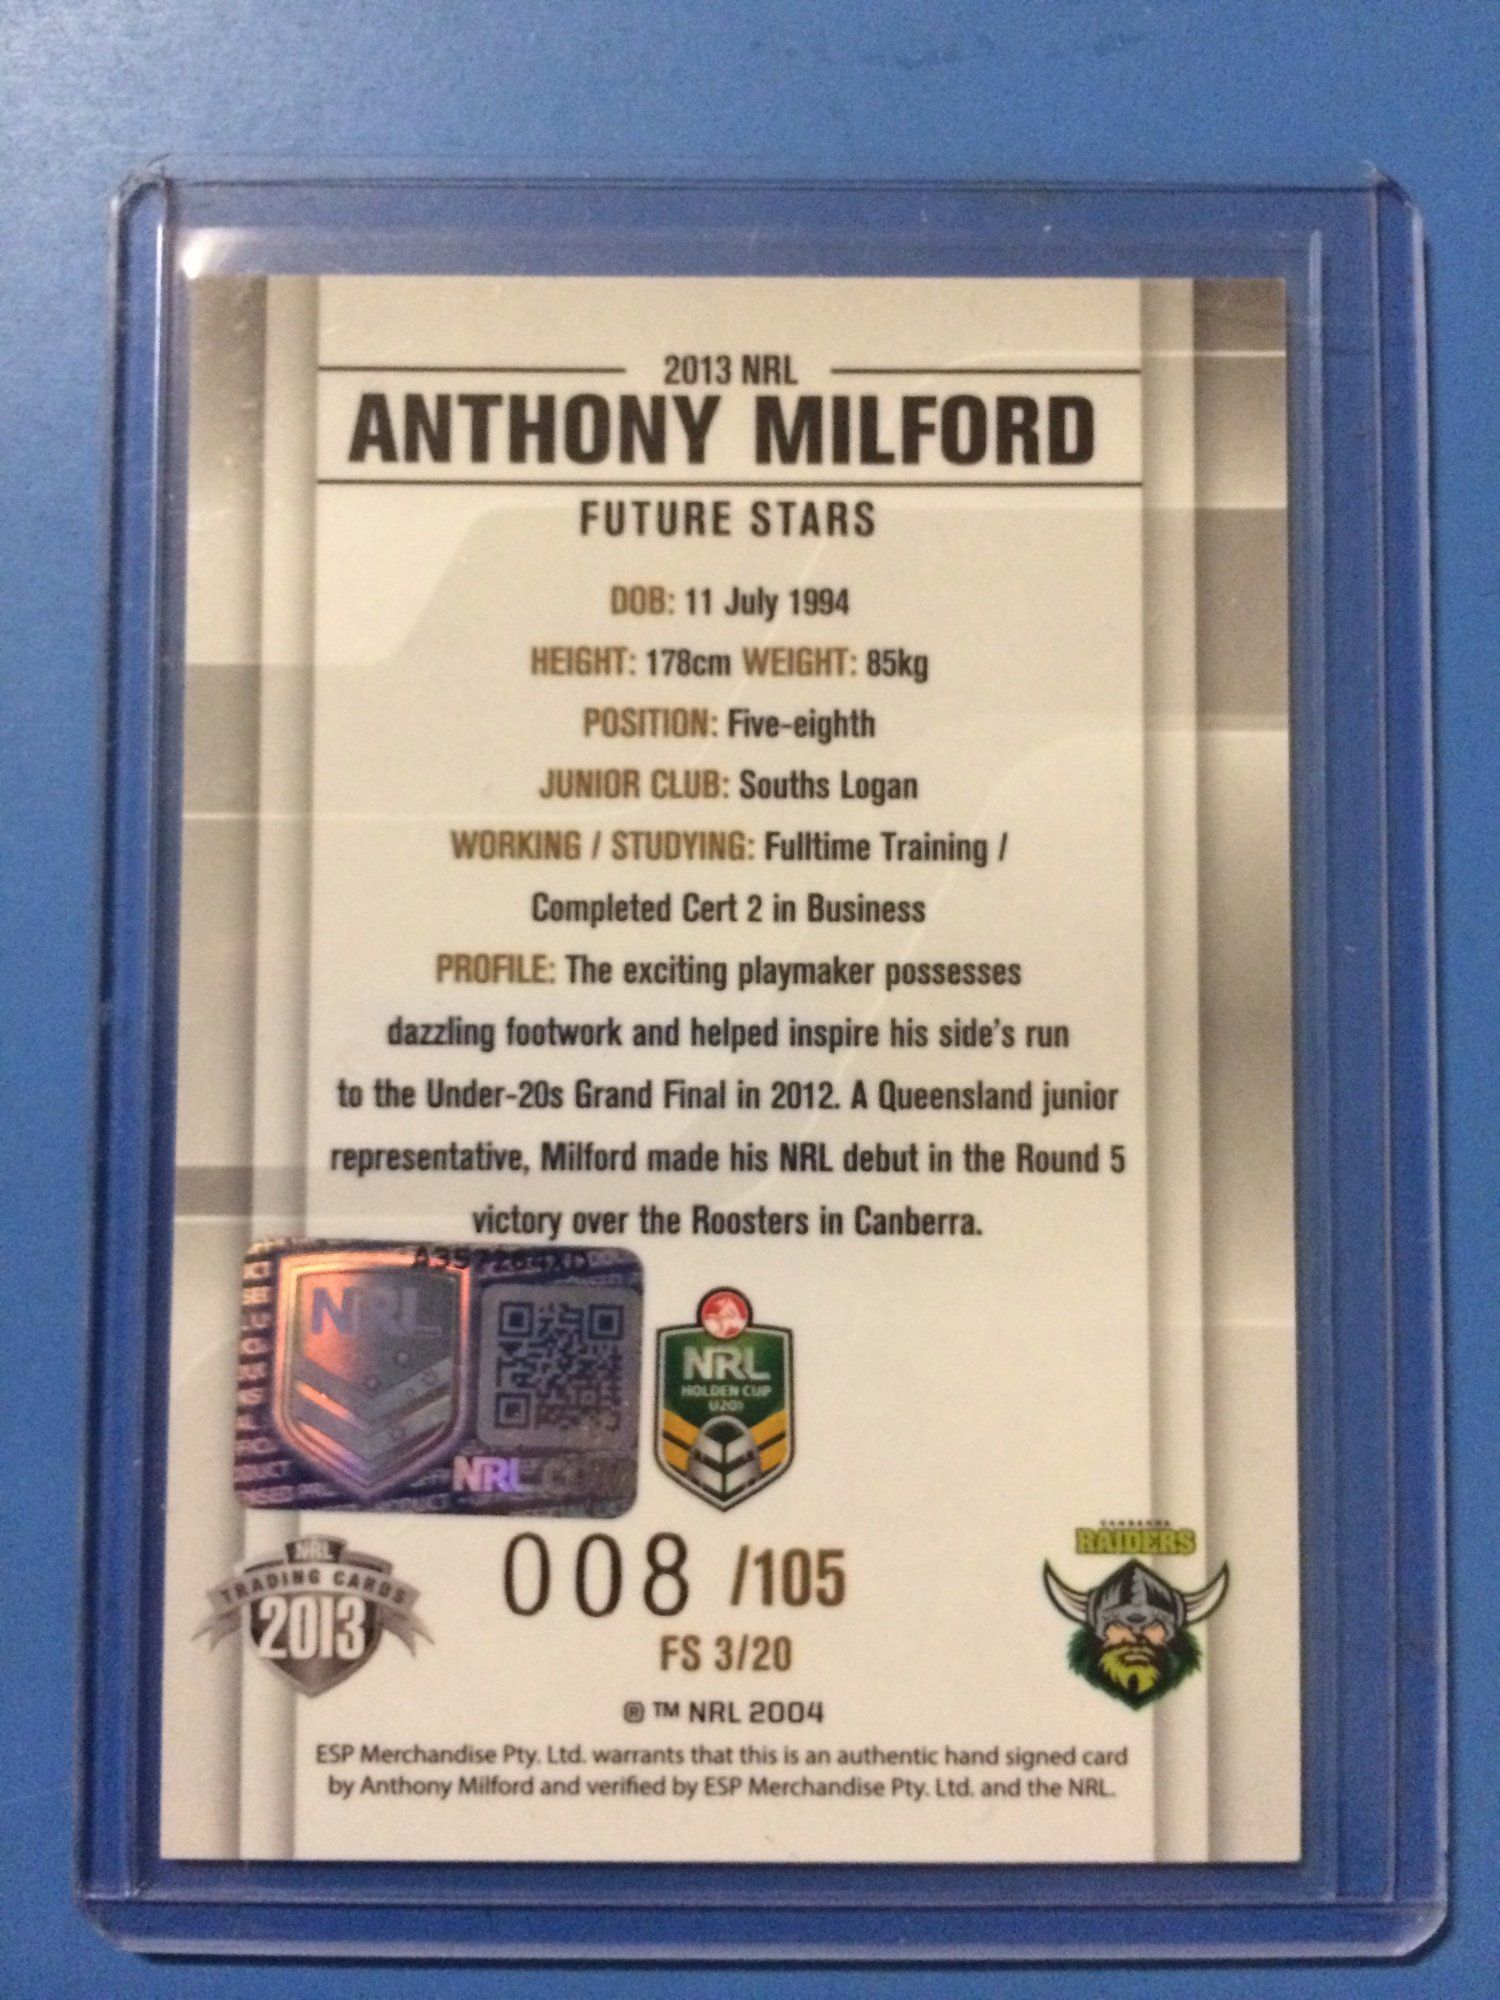 2013 NRL
ANTHONY MILFORD
FUTURE STARS
DOB: 11 July 1994
HEIGHT: 178cm WEIGHT: 85kg
POSITION: Five-eighth
JUNIOR CLUB: Souths Logan
WORKING / STUDYING: Fulltime Training /
Completed Cert 2 in Business
PROFILE: The exciting playmaker possesses
dazzling footwork and helped inspire his side's run
to the Under-20s Grand Final in 2012. A Queensland junior
representative, Milford made his NRL debut in the Round 5
victory over the Roosters in Canberra.
NRL
NRL.COM
NRL
HOLDEN CUP
U20s
NRL
TRADING CARDS
2013
008 /105
FS 3/20
CANBERRA
RAIDERS
® ™ NRL 2004
ESP Merchandise Pty. Ltd. warrants that this is an authentic hand signed card
by Anthony Milford and verified by ESP Merchandise Pty. Ltd. and the NRL.